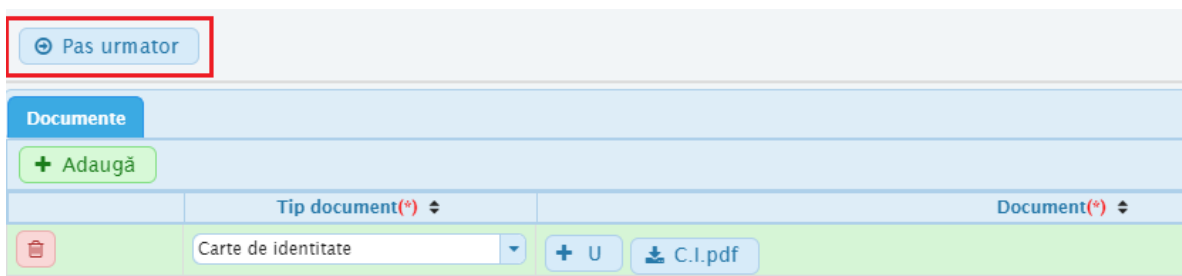 Pas urmator
Documente
Adaugă
Tip document(*) Document(*)
Carte de identitate U C.I.pdf